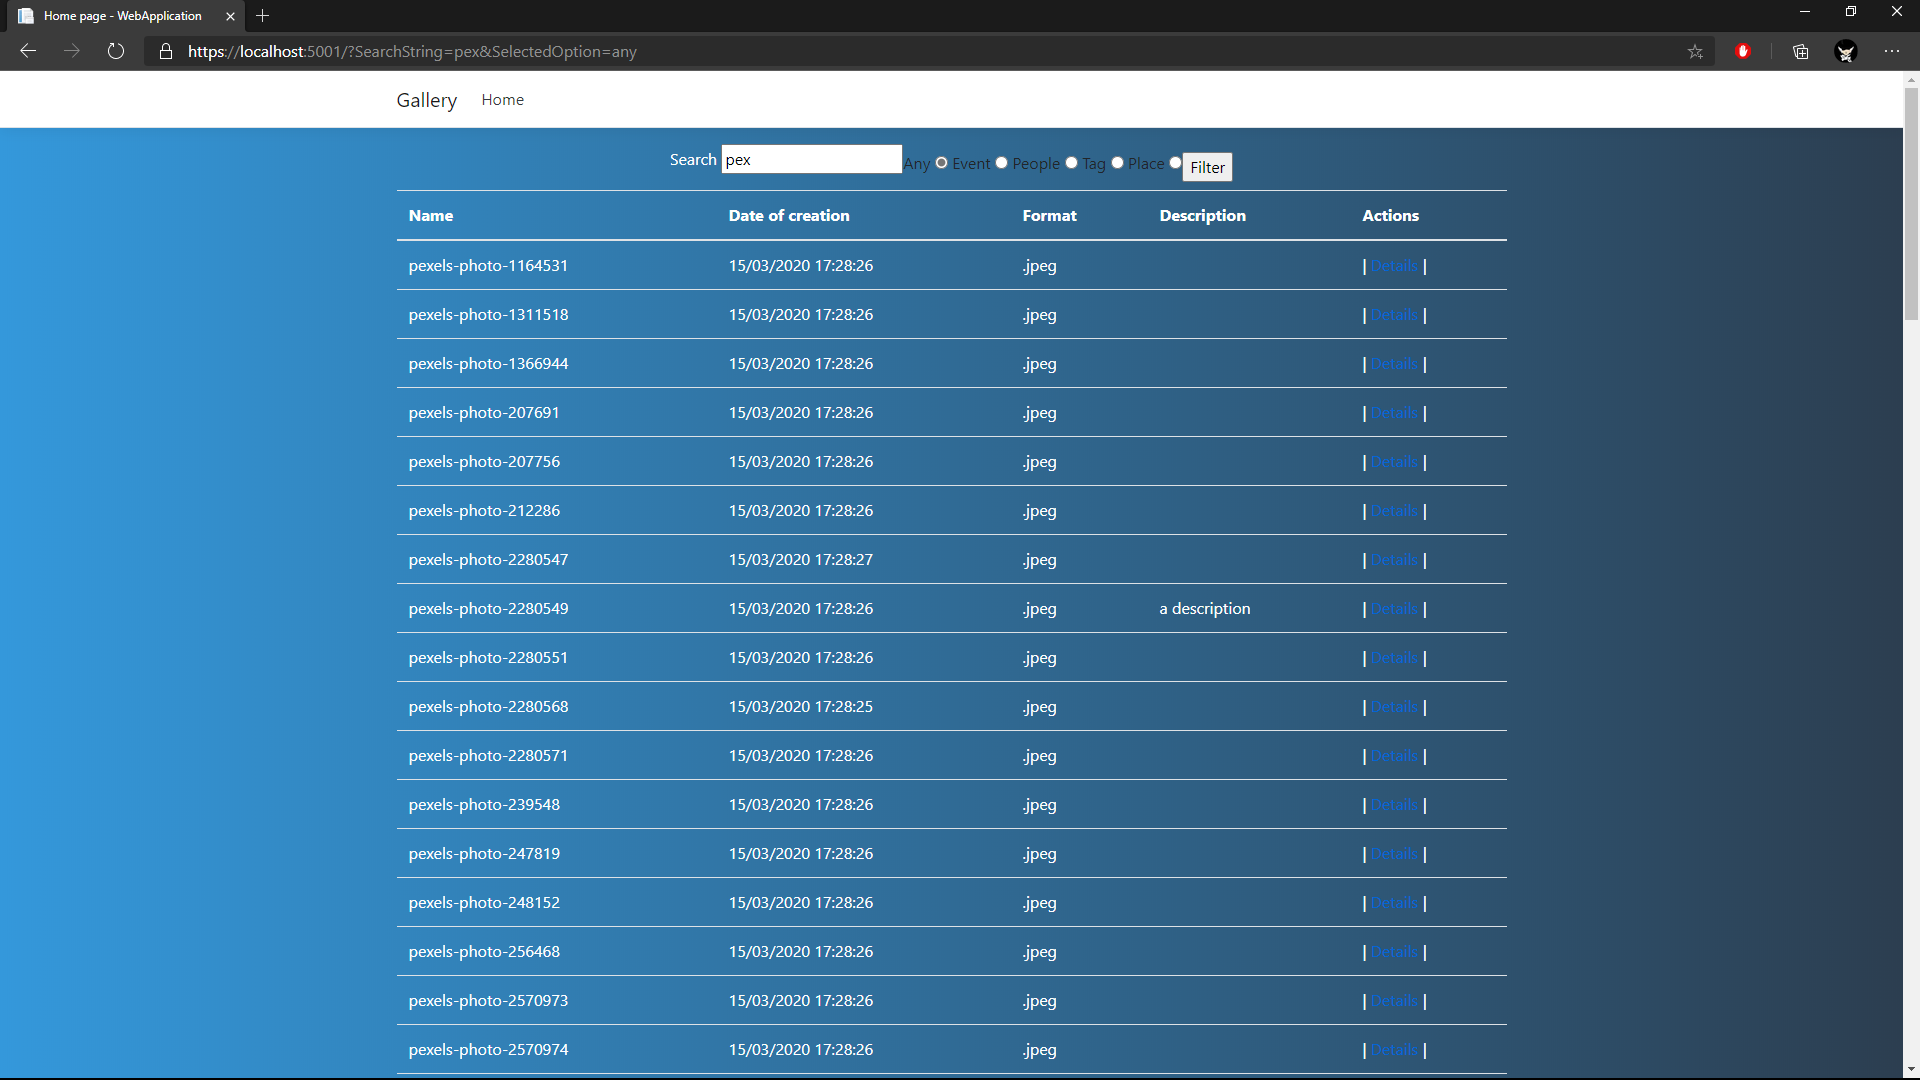 Home page - WebApplication
https://localhost:5001/?SearchString=pex&SelectedOption=any
Gallery Home
Search pex Any Event People Tag Place Filter
Name Date of creation Format Description Actions
pexels-photo-1164531 15/03/2020 17:28:26 .jpeg | Details |
pexels-photo-1311518 15/03/2020 17:28:26 .jpeg | Details |
pexels-photo-1366944 15/03/2020 17:28:26 .jpeg | Details |
pexels-photo-207691 15/03/2020 17:28:26 .jpeg | Details |
pexels-photo-207756 15/03/2020 17:28:26 .jpeg | Details |
pexels-photo-212286 15/03/2020 17:28:26 .jpeg | Details |
pexels-photo-2280547 15/03/2020 17:28:27 .jpeg | Details |
pexels-photo-2280549 15/03/2020 17:28:26 .jpeg a description | Details |
pexels-photo-2280551 15/03/2020 17:28:26 .jpeg | Details |
pexels-photo-2280568 15/03/2020 17:28:25 .jpeg | Details |
pexels-photo-2280571 15/03/2020 17:28:26 .jpeg | Details |
pexels-photo-239548 15/03/2020 17:28:26 .jpeg | Details |
pexels-photo-247819 15/03/2020 17:28:26 .jpeg | Details |
pexels-photo-248152 15/03/2020 17:28:26 .jpeg | Details |
pexels-photo-256468 15/03/2020 17:28:26 .jpeg | Details |
pexels-photo-2570973 15/03/2020 17:28:26 .jpeg | Details |
pexels-photo-2570974 15/03/2020 17:28:26 .jpeg | Details |